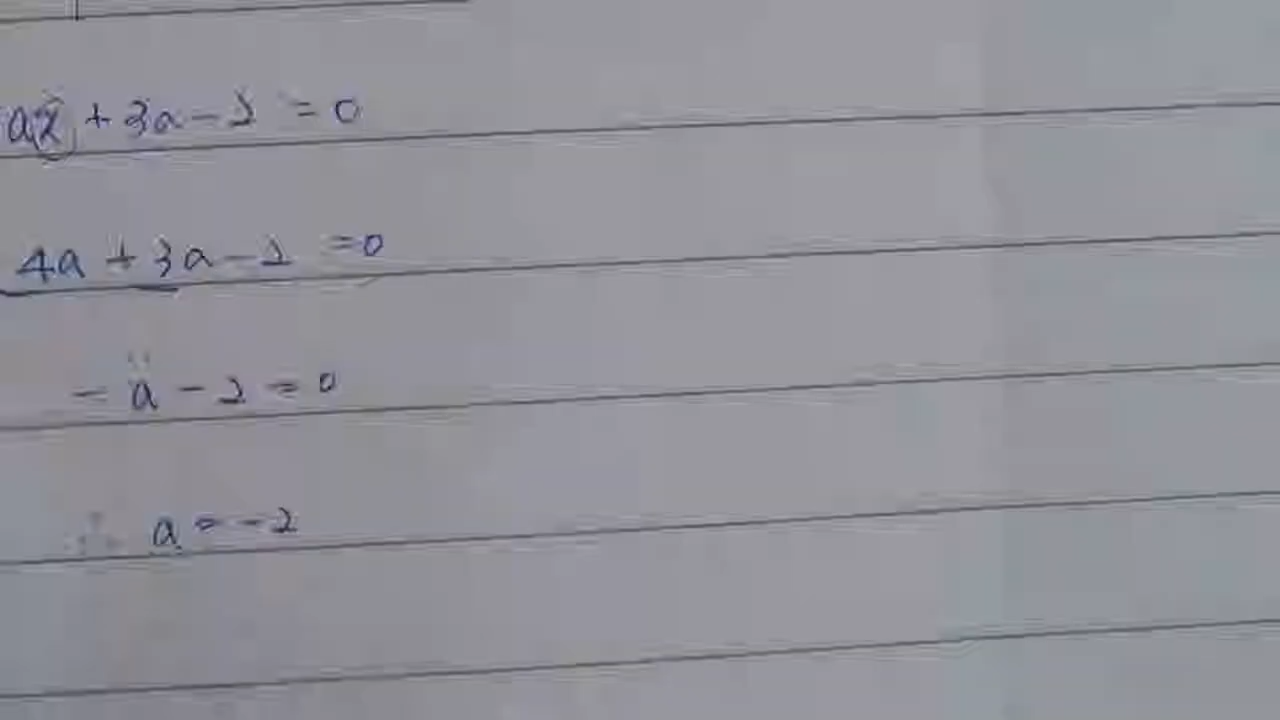 ax + 3a - 2 = 0
4a + 3a - 2 = 0
- a - 2 = 0
∴ a = -2